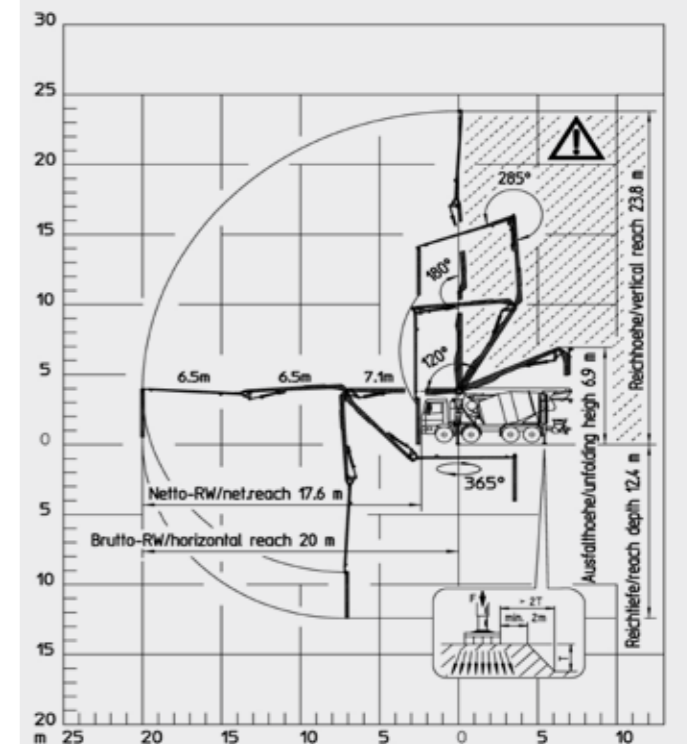 30
25
20
15
10
5
0
5
10
15
20
m 25 20 15 10 5 0 5 10
285°
180°
120°
6.5m 6.5m 7.1m
365°
Netto-RW/net.reach 17.6 m
Brutto-RW/horizontal reach 20 m
Reichhoehe/vertical reach 23.8 m
Ausfalthoehe/unfolding heigh 6.9 m
Reichtiefe/reach depth 12.4 m
F
- 2T
min. 2m
T